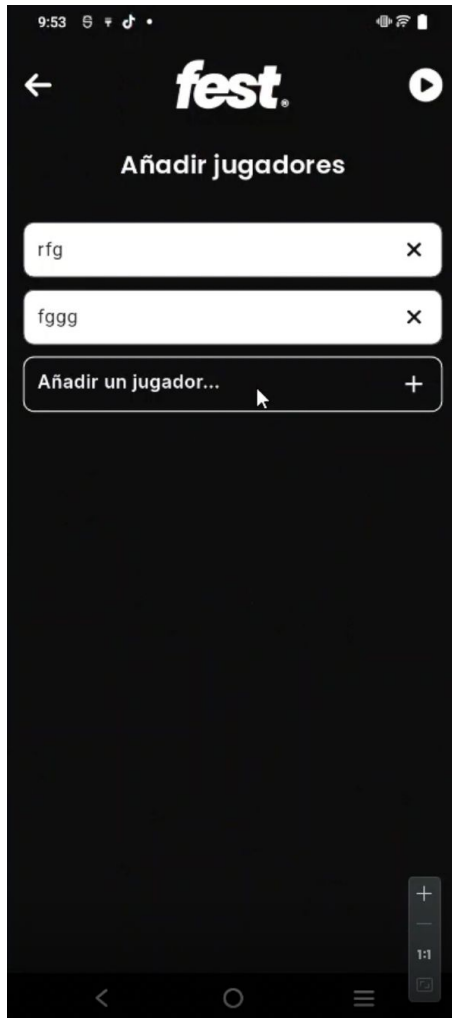 9:53
fest.®
Añadir jugadores
rfg
fggg
Añadir un jugador...
1:1